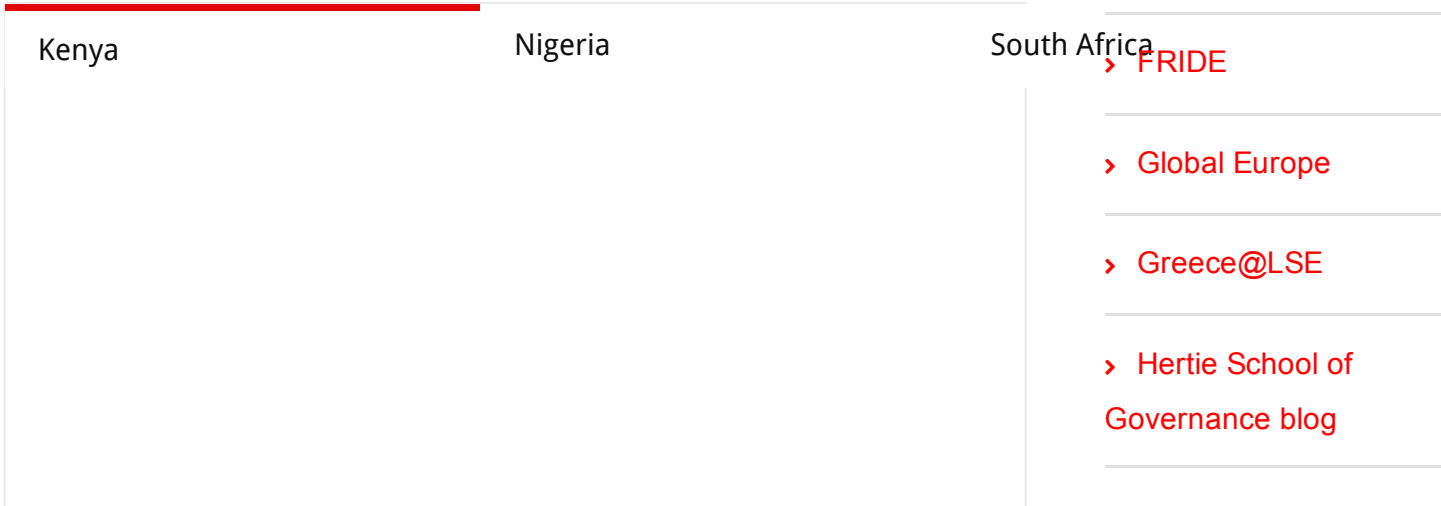 Kenya
Nigeria
South Africa
FRIDE
Global Europe
Greece@LSE
Hertie School of
Governance blog